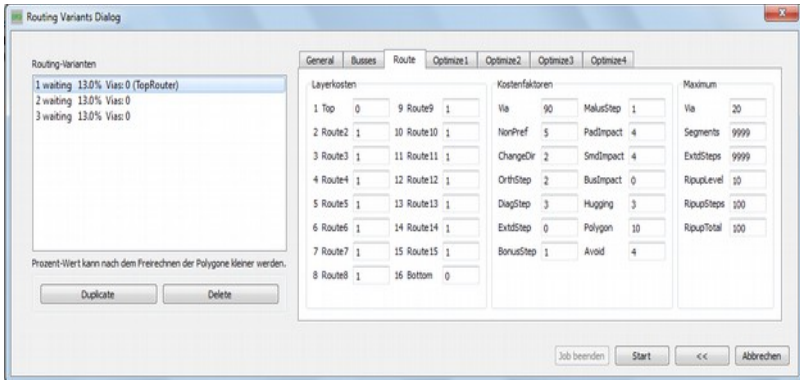 Routing Variants Dialog
Routing-Varianten
1 waiting 13.0% Vias: 0 (TopRouter)
2 waiting 13.0% Vias: 0
3 waiting 13.0% Vias: 0
Prozent-Wert kann nach dem Freirechnen der Polygone kleiner werden.
Duplicate Delete
General Busses Route Optimize1 Optimize2 Optimize3 Optimize4
Layerkosten
1 Top 0 9 Route9 1
2 Route2 1 10 Route10 1
3 Route3 1 11 Route11 1
4 Route4 1 12 Route12 1
5 Route5 1 13 Route13 1
6 Route6 1 14 Route14 1
7 Route7 1 15 Route15 1
8 Route8 1 16 Bottom 0
Kostenfaktoren
Via 90 MalusStep 1
NonPref 5 PadImpact 4
ChangeDir 2 SmdImpact 4
OrthStep 2 BusImpact 0
DiagStep 3 Hugging 3
ExtdStep 0 Polygon 10
BonusStep 1 Avoid 4
Maximum
Via 20
Segments 9999
ExtdSteps 9999
RipupLevel 10
RipupSteps 100
RipupTotal 100
Job beenden Start << Abbrechen